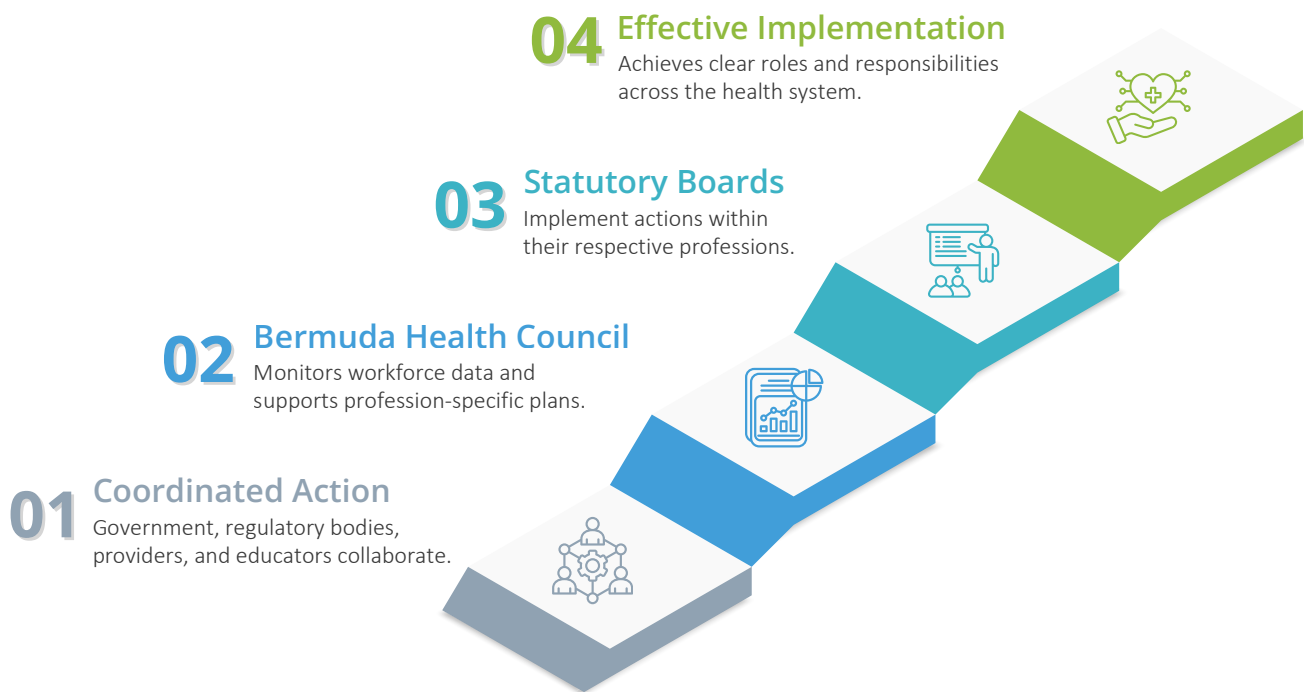 04
Effective Implementation
Achieves clear roles and responsibilities
across the health system.
03
Statutory Boards
Implement actions within
their respective professions.
02
Bermuda Health Council
Monitors workforce data and
supports profession-specific plans.
01
Coordinated Action
Government, regulatory bodies,
providers, and educators collaborate.